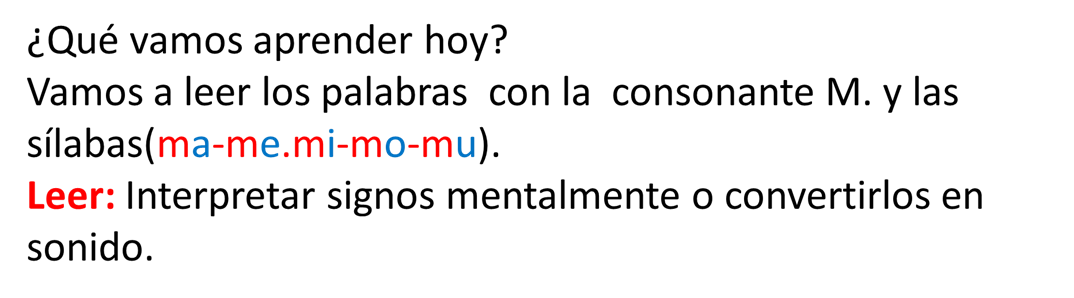 ¿Qué vamos aprender hoy?
Vamos a leer los palabras con la consonante M. y las
sílabas(ma-me.mi-mo-mu).
Leer: Interpretar signos mentalmente o convertirlos en
sonido.